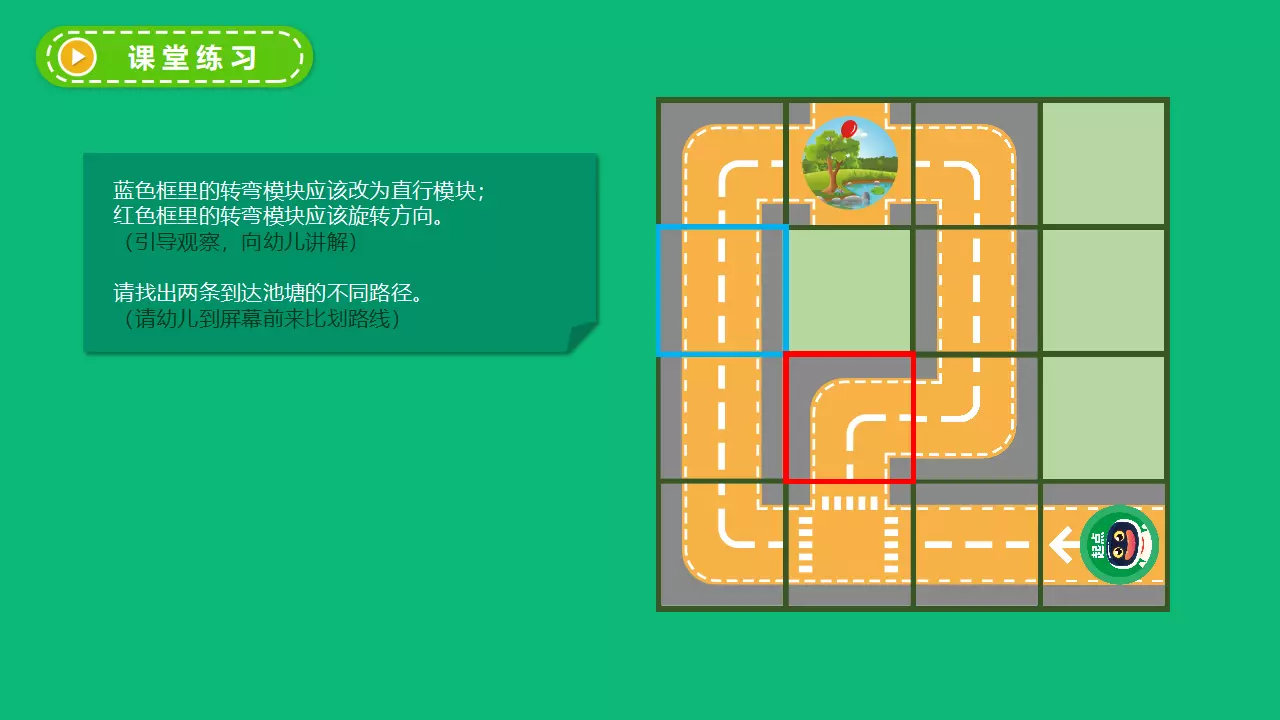 课堂练习
蓝色框里的转弯模块应该改为直行模块；
红色框里的转弯模块应该旋转方向。
（引导观察，向幼儿讲解）
请找出两条到达池塘的不同路径。
（请幼儿到屏幕前来比划路线）
起点